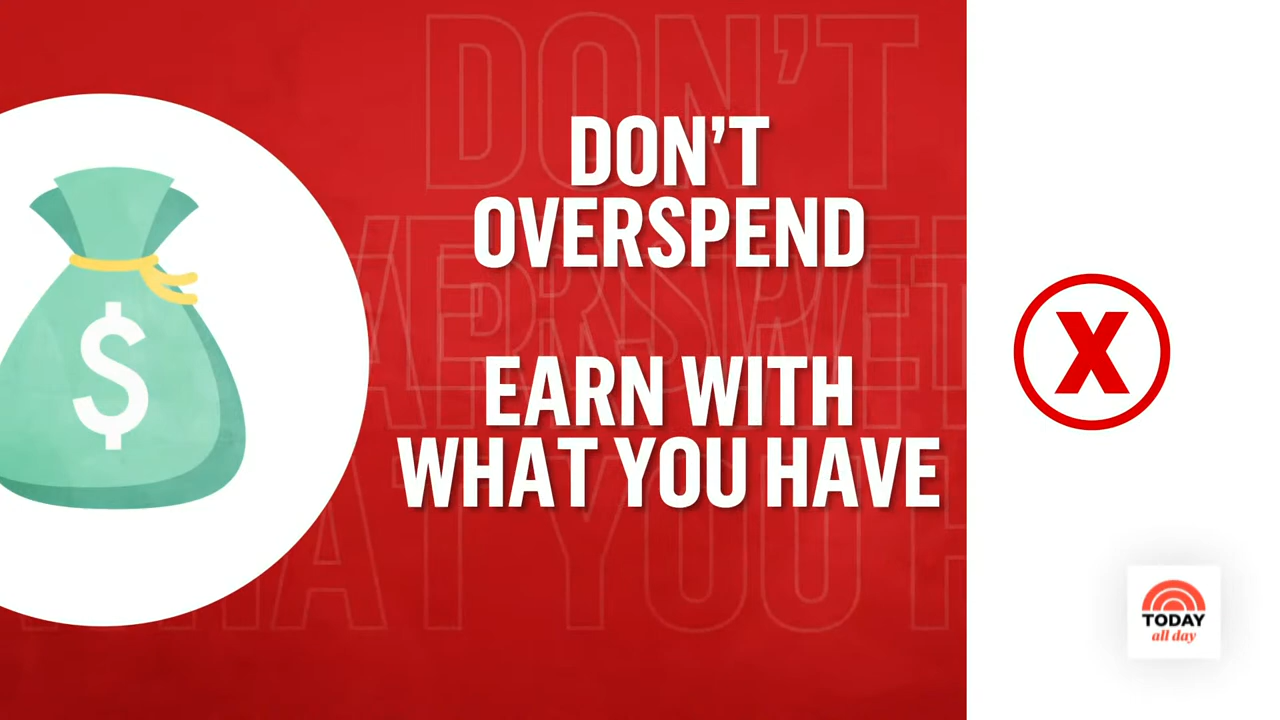 DON'T
OVERSPEND
EARN WITH
WHAT YOU HAVE
$
X
TODAY
all day